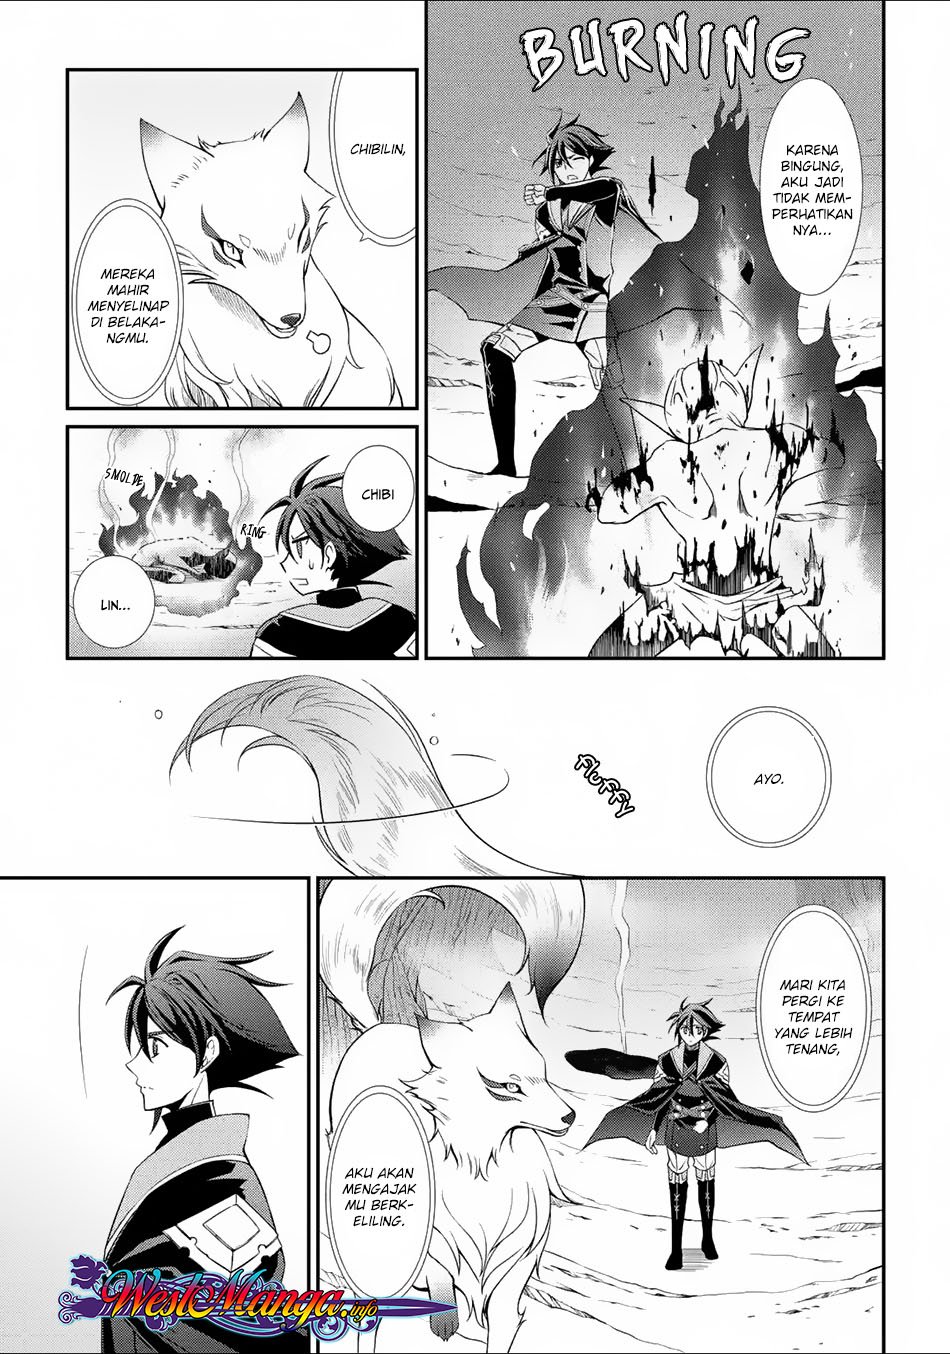 BURNING
KARENA
BINGUNG,
AKU JADI
TIDAK MEM-
PERHATIKAN
NYA...
CHIBILIN,
MEREKA
MAHIR
MENYELINAP
DI BELAKA-
NGMU.
CHIBI
SMOLDE
RING
LIN...
AYO.
fluffy
MARI KITA
PERGI KE
TEMPAT
YANG LEBIH
TENANG,
AKU AKAN
MENGAJAK
MU BERK-
ELILING.
WestManga.info